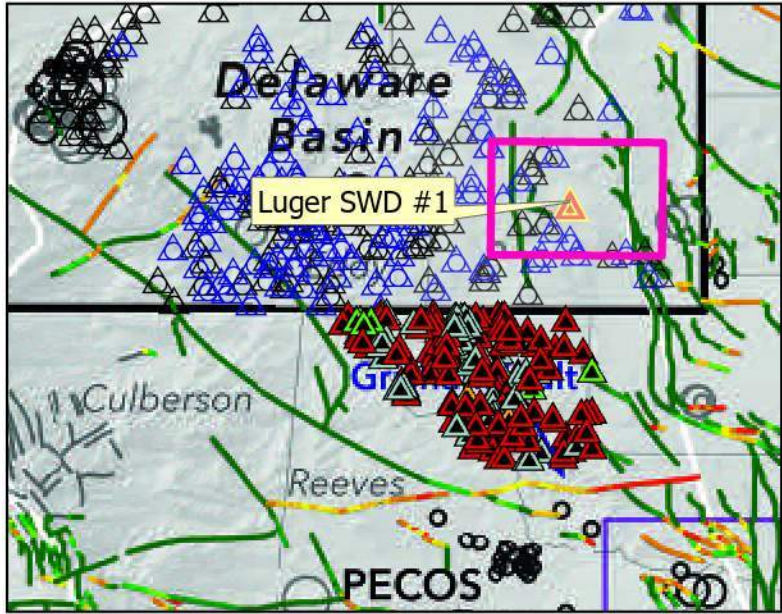 Delaware
Basin
Luger SWD #1
Culberson
Reeves
PECOS